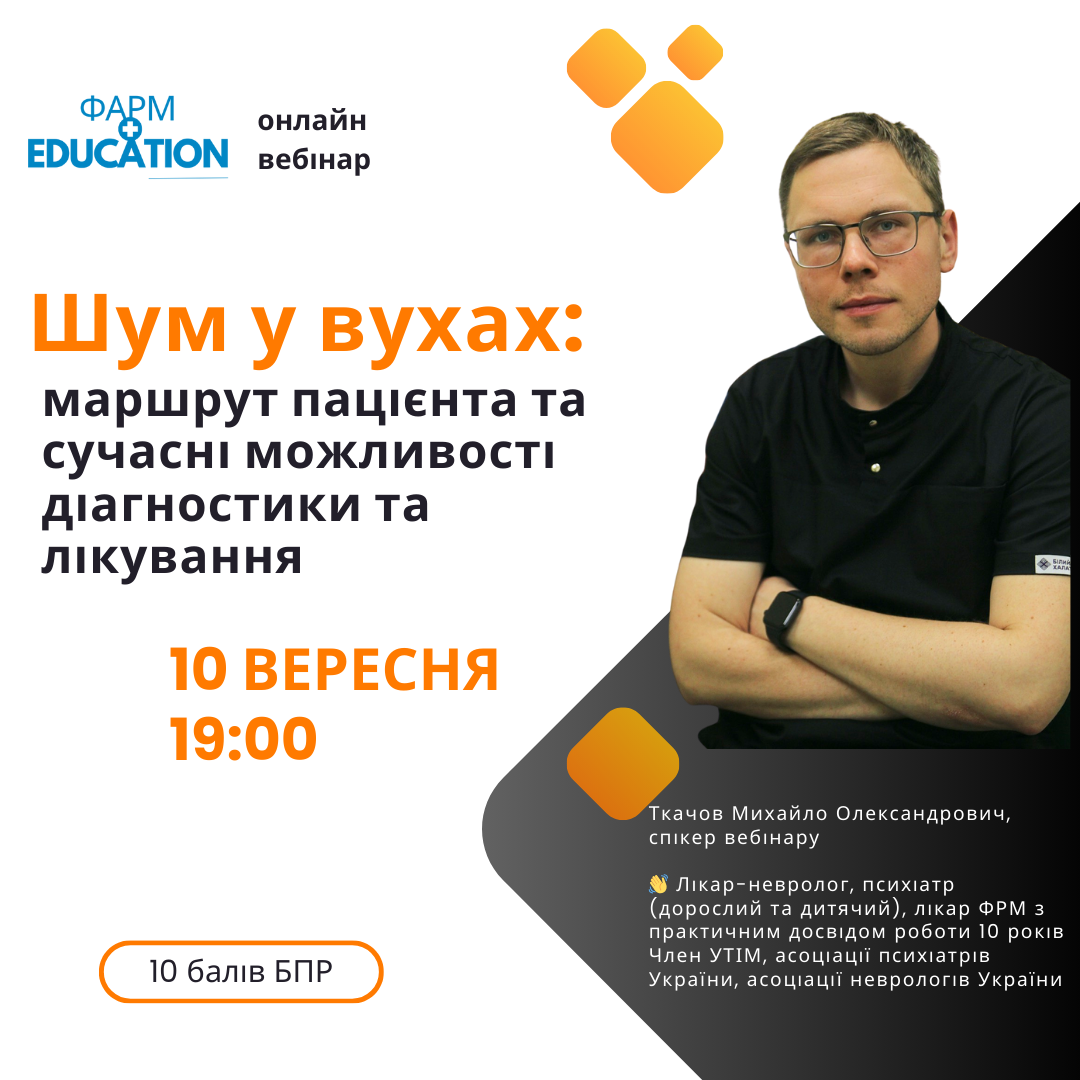 ФАРМ
EDUCATION
онлайн
вебінар
Шум у вухах:
маршрут пацієнта та
сучасні можливості
діагностики та
лікування
10 ВЕРЕСНЯ
19:00
БІЛИЙ
ХАЛАТ
Ткачов Михайло Олександрович,
спікер вебінару
👋 Лікар-невролог, психіатр
(дорослий та дитячий), лікар ФРМ з
практичним досвідом роботи 10 років
Член УТІМ, асоціації психіатрів
України, асоціації неврологів України
10 балів БПР